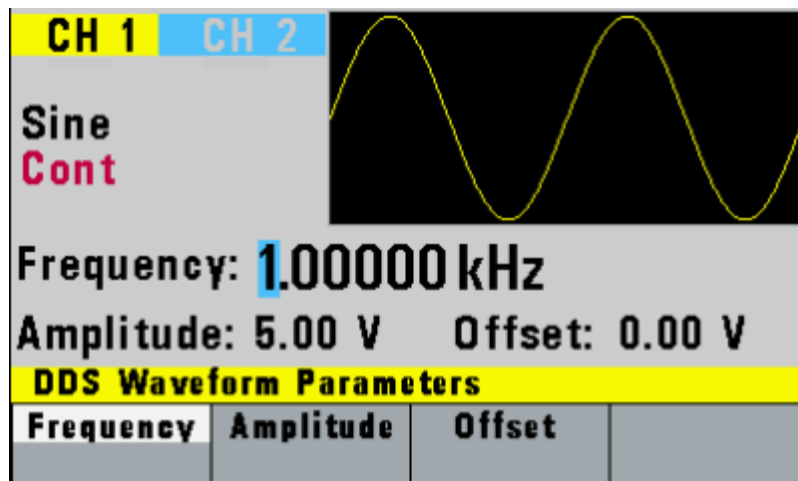 CH 1 CH 2
Sine
Cont
Frequency: 1.00000 kHz
Amplitude: 5.00 V Offset: 0.00 V
DDS Waveform Parameters
Frequency Amplitude Offset